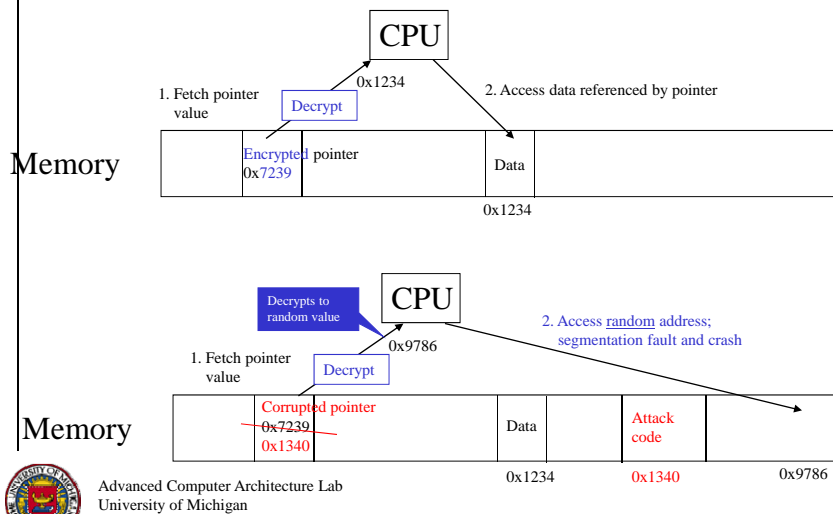 CPU
0x1234
1. Fetch pointer
value
2. Access data referenced by pointer
Decrypt
Memory
Encrypted pointer
0x7239
Data
0x1234
Decrypts to
random value
CPU
2. Access random address;
segmentation fault and crash
0x9786
1. Fetch pointer
value
Decrypt
Memory
Corrupted pointer
0x7239
0x1340
Data
Attack
code
0x1234
0x1340
0x9786
Advanced Computer Architecture Lab
University of Michigan